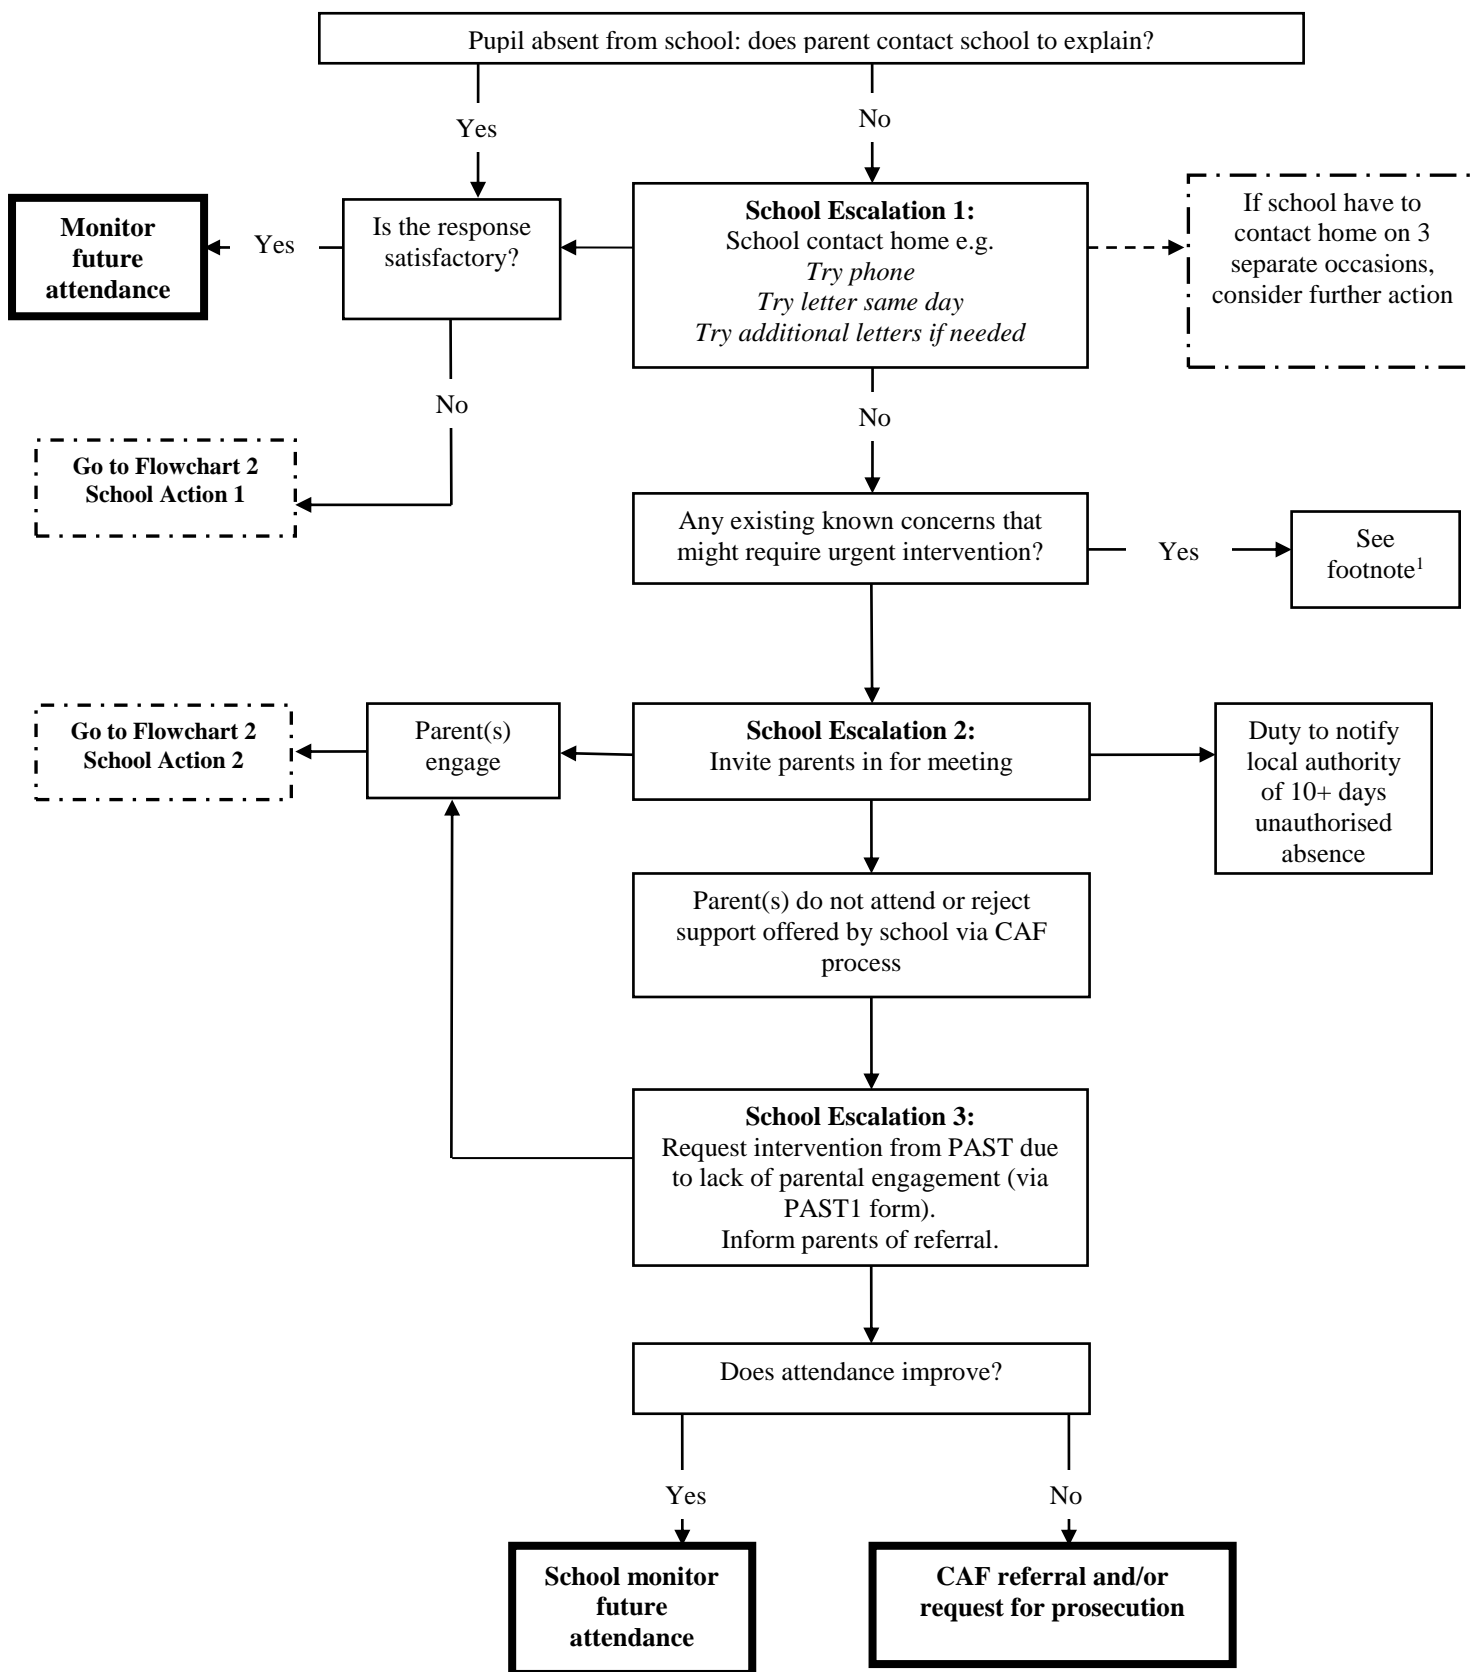 Pupil absent from school: does parent contact school to explain?
Yes
No
Monitor
future
attendance
Yes
Is the response
satisfactory?
School Escalation 1:
School contact home e.g.
Try phone
Try letter same day
Try additional letters if needed
If school have to
contact home on 3
separate occasions,
consider further action
No
No
Go to Flowchart 2
School Action 1
Any existing known concerns that
might require urgent intervention?
Yes
See
footnote¹
Go to Flowchart 2
School Action 2
Parent(s)
engage
School Escalation 2:
Invite parents in for meeting
Duty to notify
local authority
of 10+ days
unauthorised
absence
Parent(s) do not attend or reject
support offered by school via CAF
process
School Escalation 3:
Request intervention from PAST due
to lack of parental engagement (via
PAST1 form).
Inform parents of referral.
Does attendance improve?
Yes
No
School monitor
future
attendance
CAF referral and/or
request for prosecution